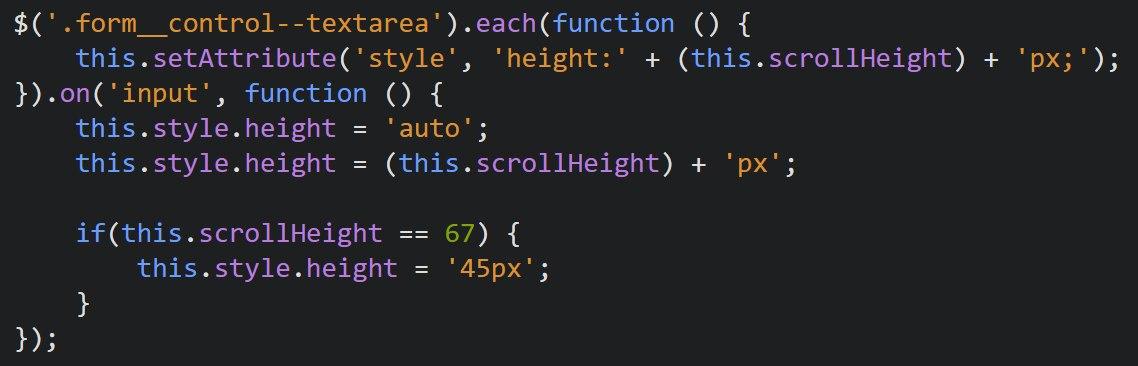 $('.form__control--textarea').each(function () {
    this.setAttribute('style', 'height:' + (this.scrollHeight) + 'px;');
}).on('input', function () {
    this.style.height = 'auto';
    this.style.height = (this.scrollHeight) + 'px';
    if(this.scrollHeight == 67) {
        this.style.height = '45px';
    }
});